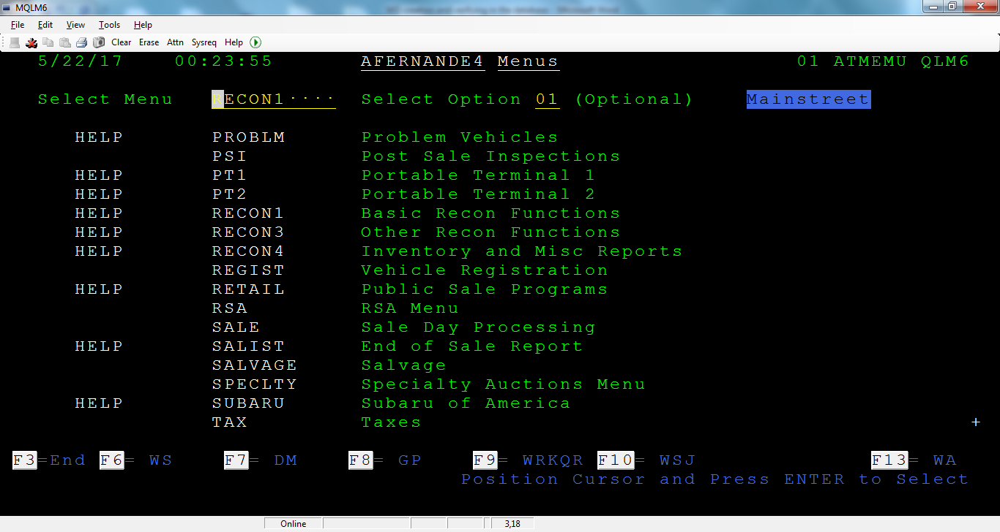 MQLM6
File Edit View Tools Help
Clear Erase Attn Sysreq Help
5/22/17 00:23:55 AFERNANDE4 Menus 01 ATMEMU QLM6
Select Menu RECON1···· Select Option 01 (Optional) Mainstreet
HELP PROBLM Problem Vehicles
PSI Post Sale Inspections
HELP PT1 Portable Terminal 1
HELP PT2 Portable Terminal 2
HELP RECON1 Basic Recon Functions
HELP RECON3 Other Recon Functions
HELP RECON4 Inventory and Misc Reports
REGIST Vehicle Registration
HELP RETAIL Public Sale Programs
RSA RSA Menu
SALE Sale Day Processing
HELP SALIST End of Sale Report
SALVAGE Salvage
SPECLTY Specialty Auctions Menu
HELP SUBARU Subaru of America
TAX Taxes +
F3=End F6= WS F7= DM F8= GP F9= WRKQR F10= WSJ F13= WA
Position Cursor and Press ENTER to Select
Online 3,18